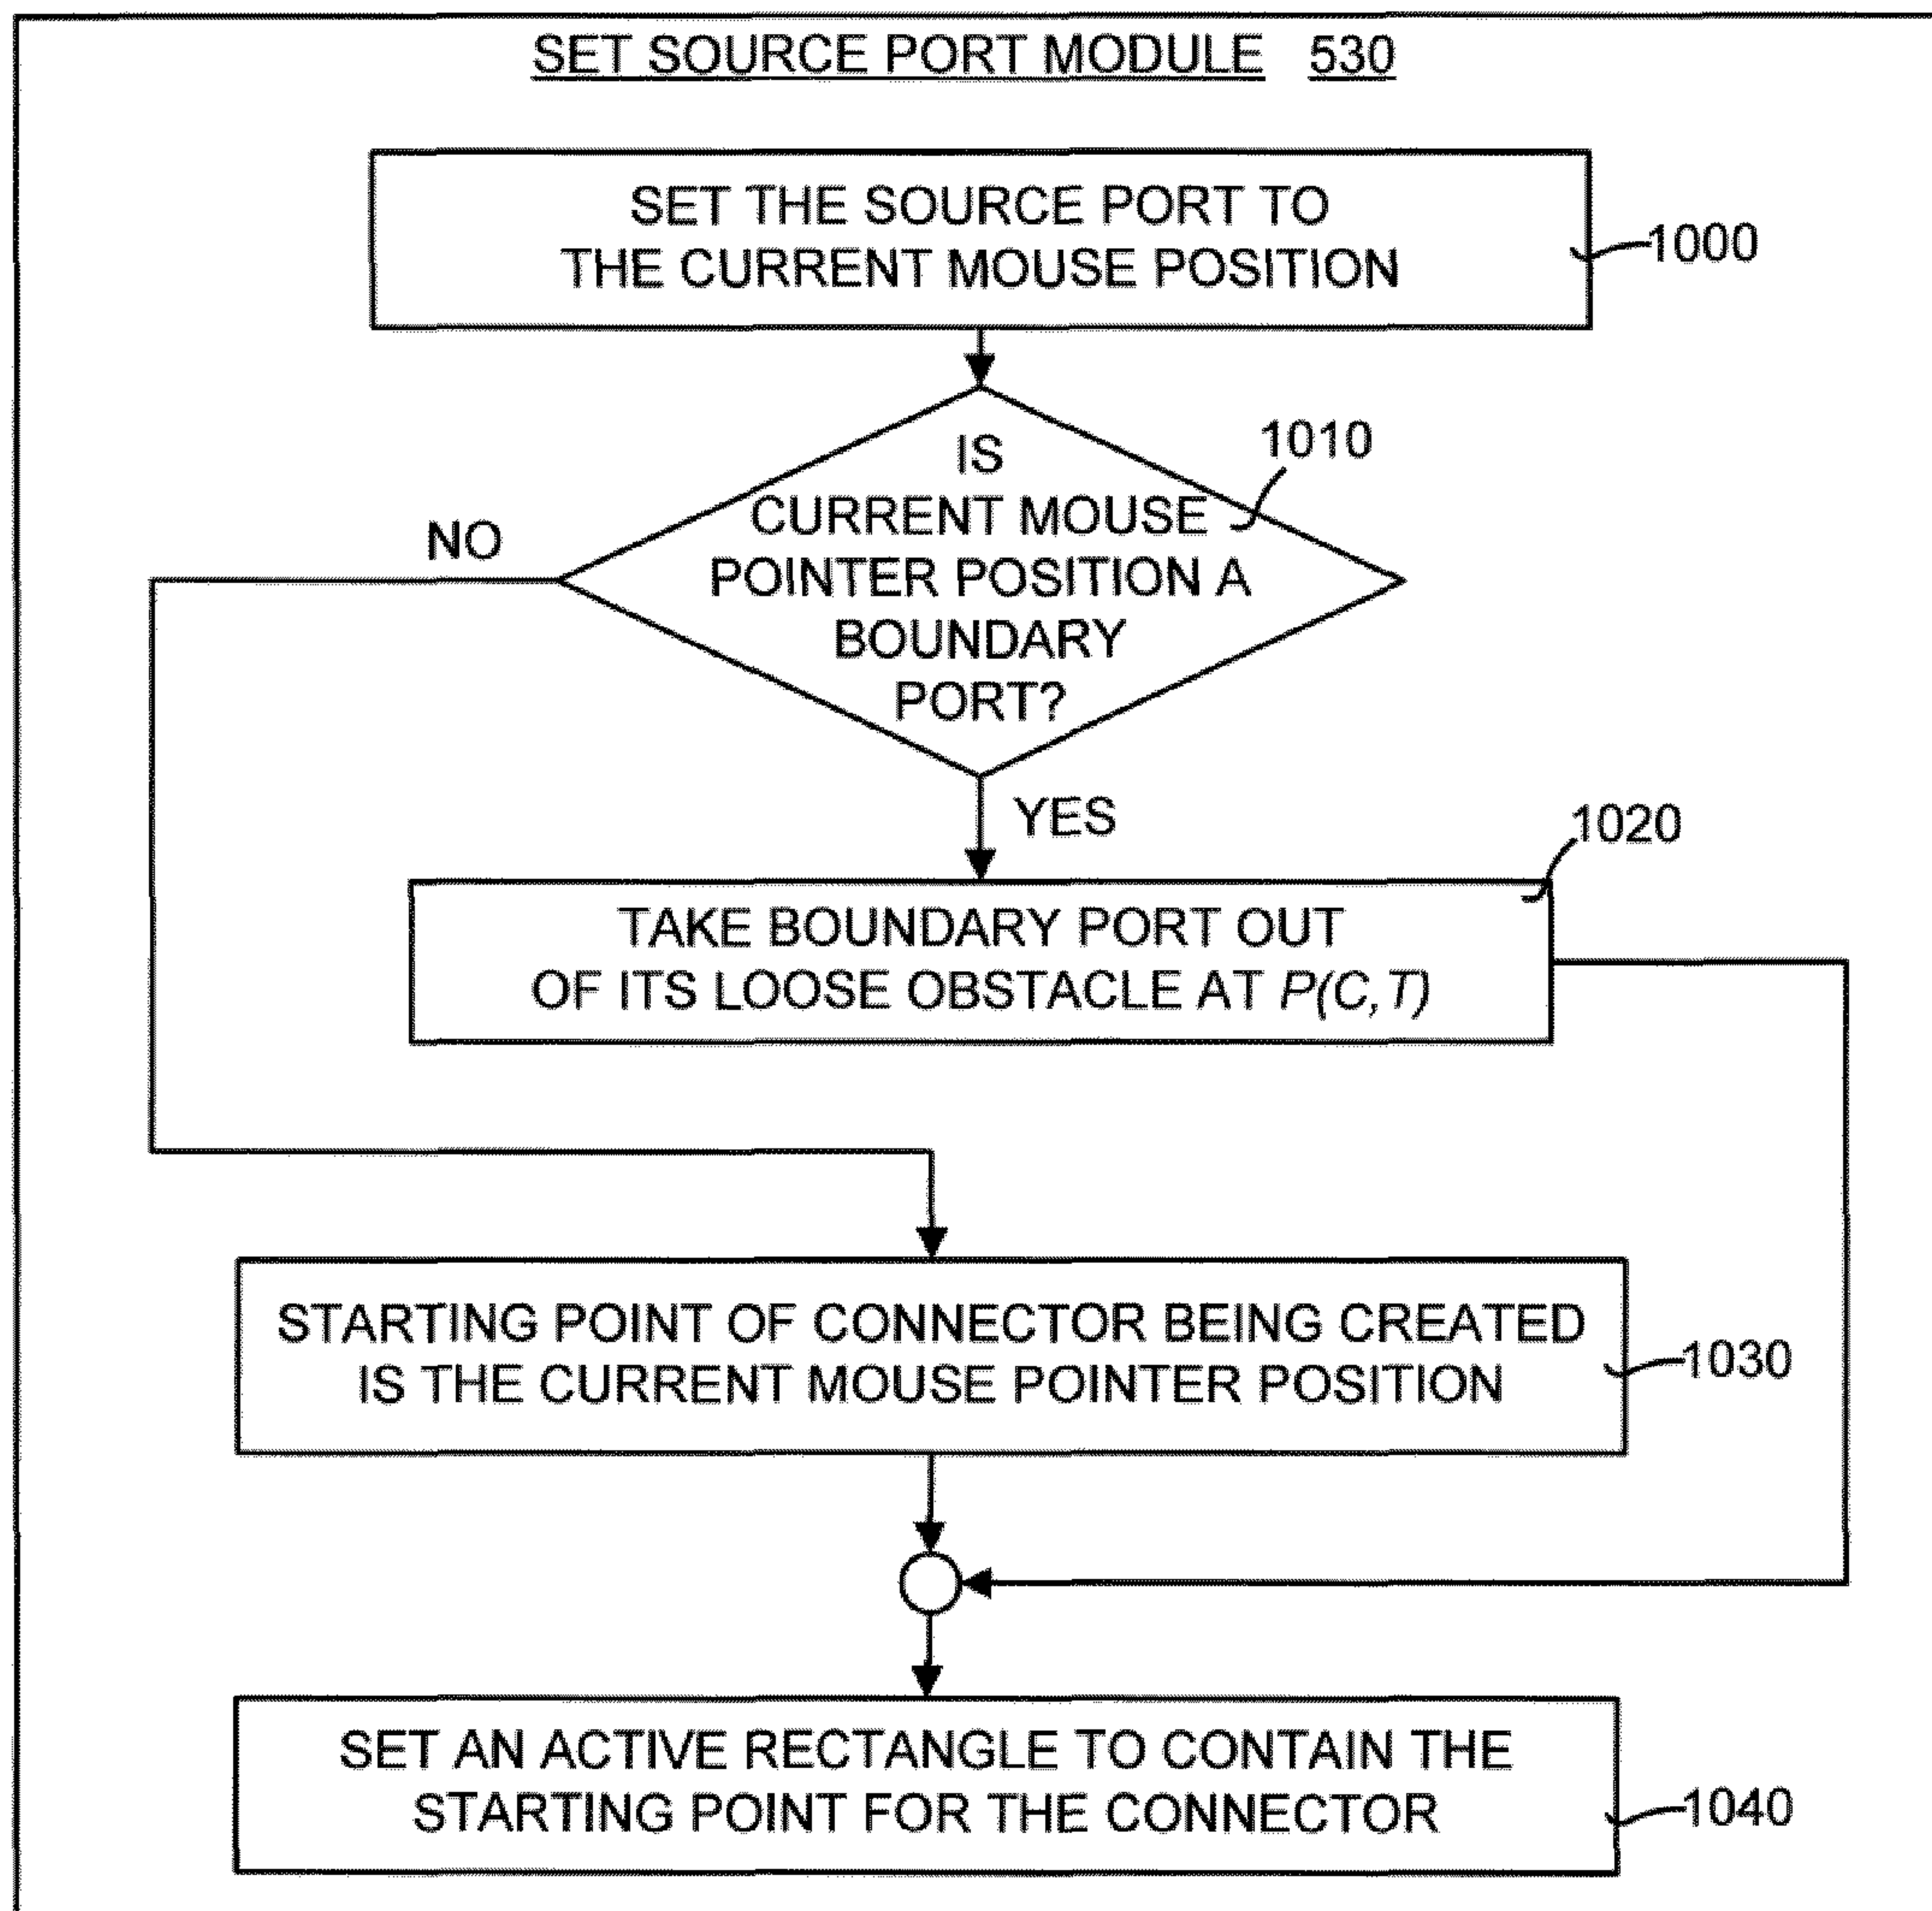 SET SOURCE PORT MODULE 530
SET THE SOURCE PORT TO
THE CURRENT MOUSE POSITION
1000
IS
CURRENT MOUSE
POINTER POSITION A
BOUNDARY
PORT?
1010
NO
YES
1020
TAKE BOUNDARY PORT OUT
OF ITS LOOSE OBSTACLE AT P(C,T)
STARTING POINT OF CONNECTOR BEING CREATED
IS THE CURRENT MOUSE POINTER POSITION
1030
SET AN ACTIVE RECTANGLE TO CONTAIN THE
STARTING POINT FOR THE CONNECTOR
1040